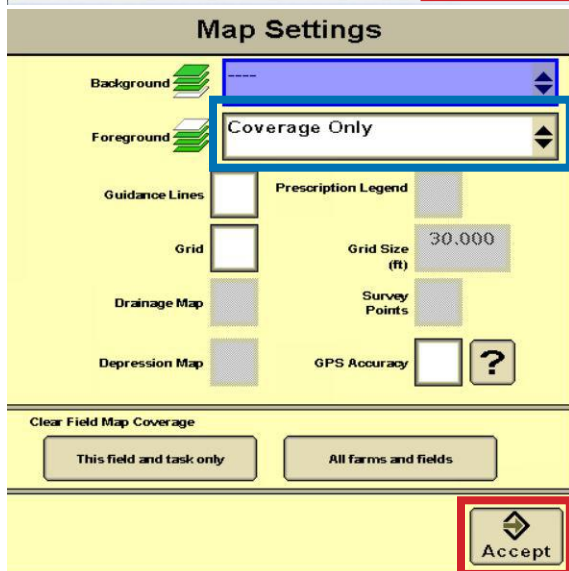 Map Settings
Background ----
Foreground Coverage Only
Guidance Lines Prescription Legend
Grid Grid Size (ft) 30.000
Drainage Map Survey Points
Depression Map GPS Accuracy ?
Clear Field Map Coverage
This field and task only All farms and fields
Accept